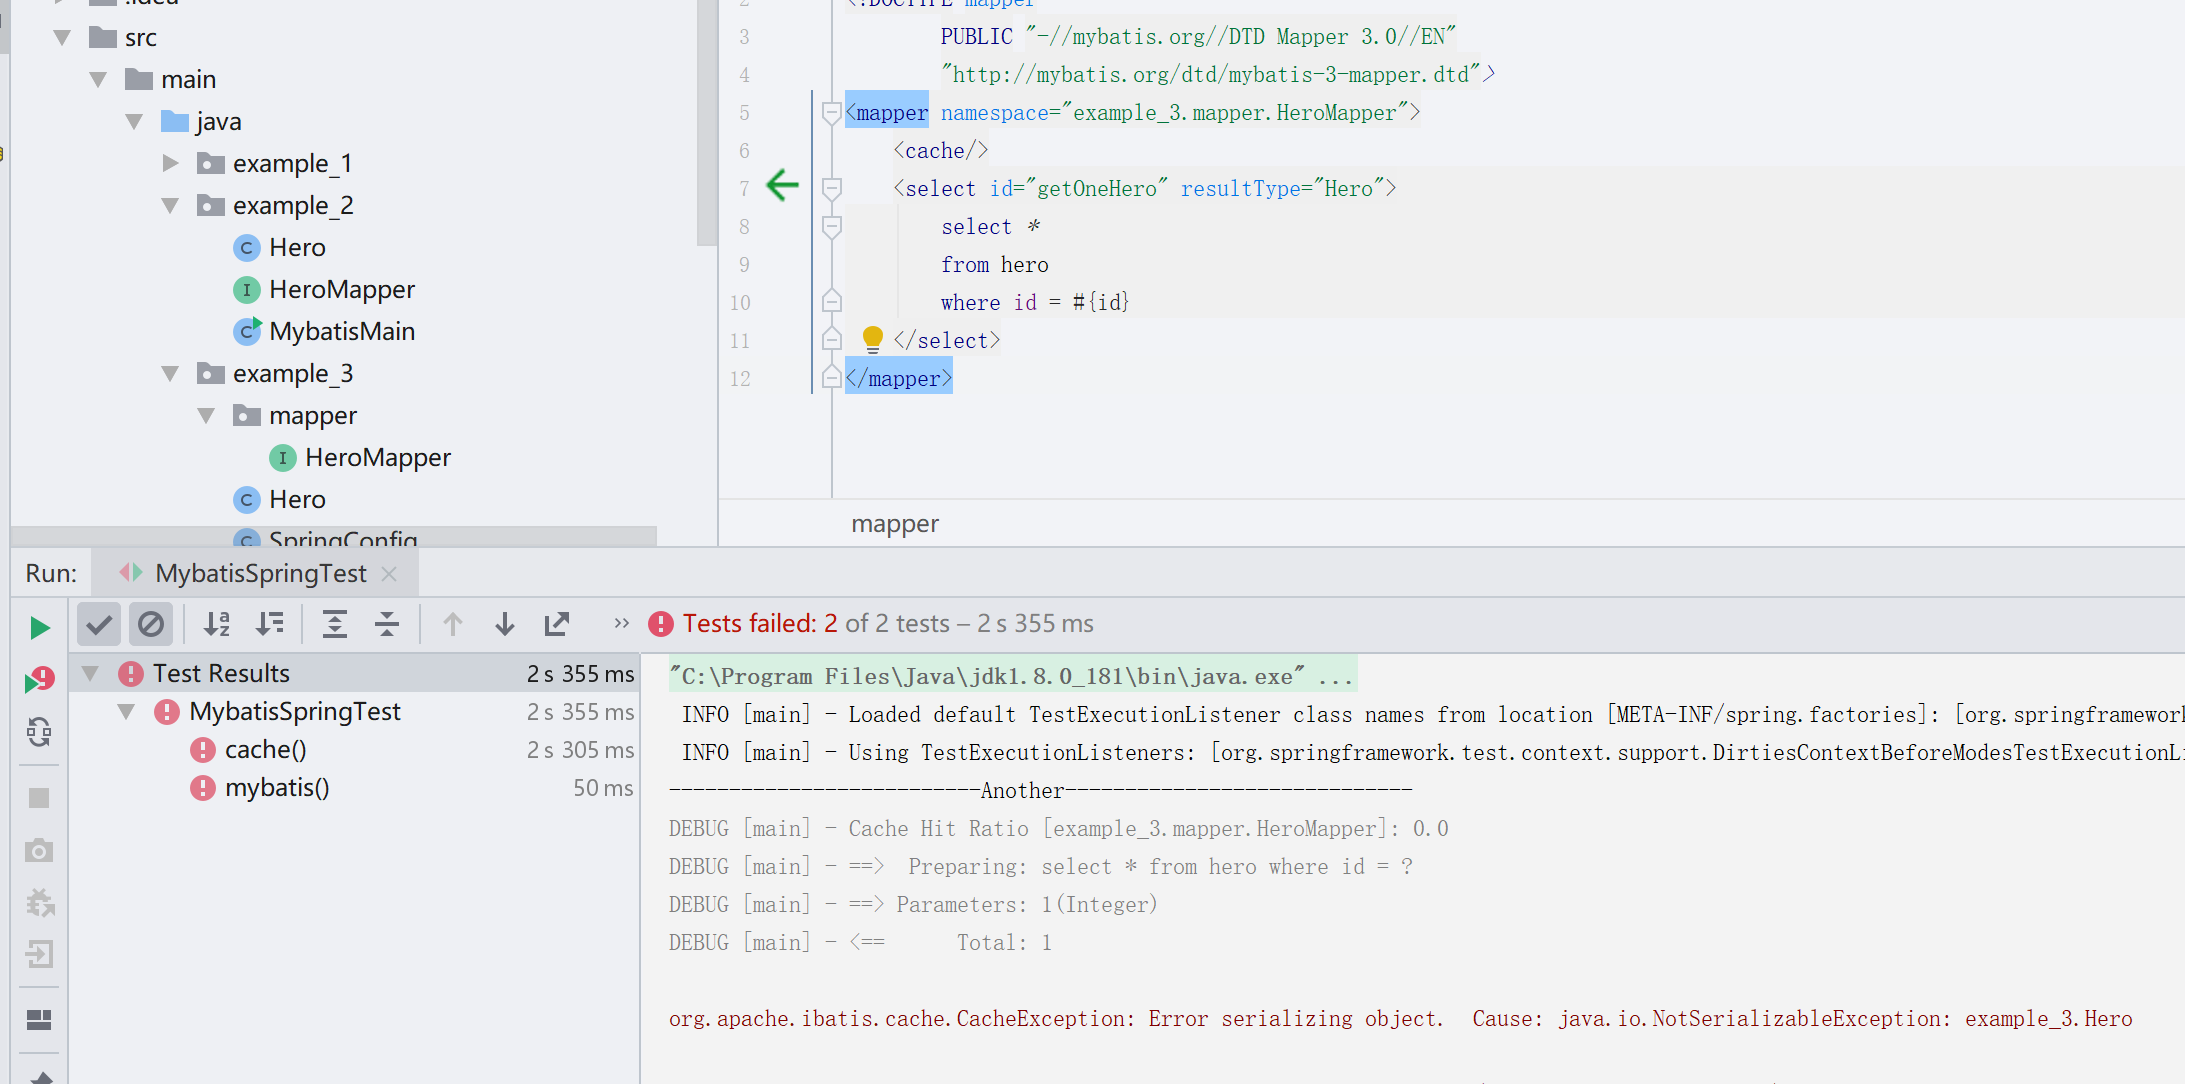 .idea
src
main
java
example_1
example_2
Hero
HeroMapper
MybatisMain
example_3
mapper
HeroMapper
Hero
SpringConfig
2 <!DOCTYPE mapper
3 PUBLIC "-//mybatis.org//DTD Mapper 3.0//EN"
4 "http://mybatis.org/dtd/mybatis-3-mapper.dtd">
5 <mapper namespace="example_3.mapper.HeroMapper">
6 <cache/>
7 <select id="getOneHero" resultType="Hero">
8 select *
9 from hero
10 where id = #{id}
11 </select>
12 </mapper>
mapper
Run: MybatisSpringTest
Tests failed: 2 of 2 tests – 2 s 355 ms
Test Results 2 s 355 ms
MybatisSpringTest 2 s 355 ms
cache() 2 s 305 ms
mybatis() 50 ms
"C:\Program Files\Java\jdk1.8.0_181\bin\java.exe" ...
INFO [main] - Loaded default TestExecutionListener class names from location [META-INF/spring.factories]: [org.springframework
INFO [main] - Using TestExecutionListeners: [org.springframework.test.context.support.DirtiesContextBeforeModesTestExecutionLi
--------------------------Another-----------------------------
DEBUG [main] - Cache Hit Ratio [example_3.mapper.HeroMapper]: 0.0
DEBUG [main] - ==>  Preparing: select * from hero where id = ?
DEBUG [main] - ==> Parameters: 1(Integer)
DEBUG [main] - <==      Total: 1
org.apache.ibatis.cache.CacheException: Error serializing object.  Cause: java.io.NotSerializableException: example_3.Hero